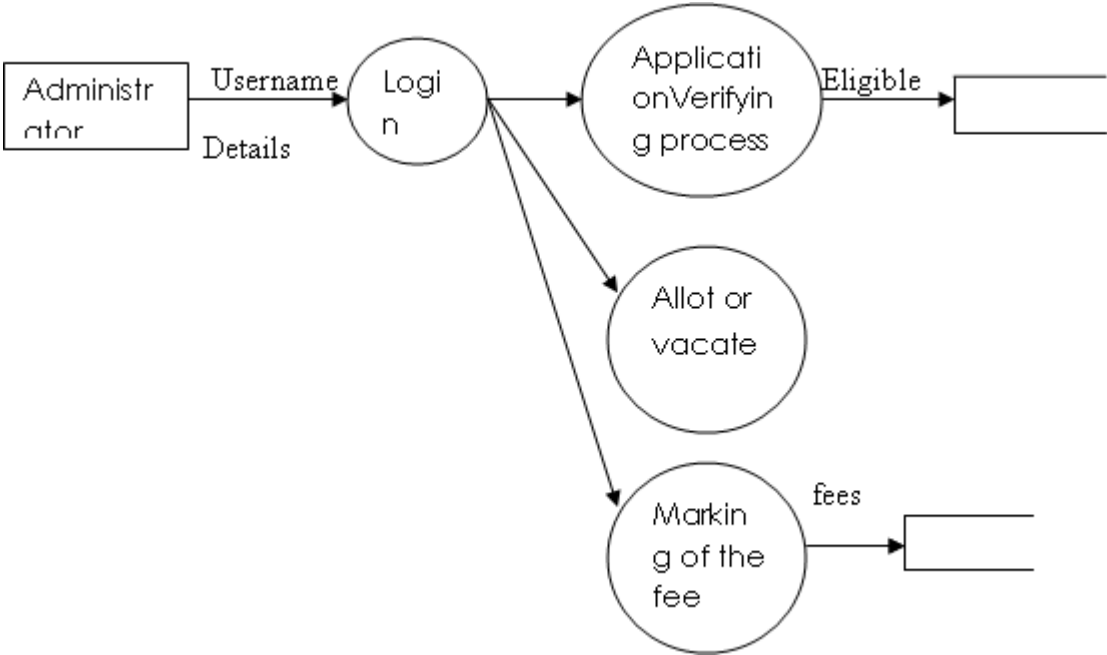 Administr
ator
Username
Details
Logi
n
Applicati
onVerifyin
g process
Eligible
Allot or
vacate
Markin
g of the
fee
fees